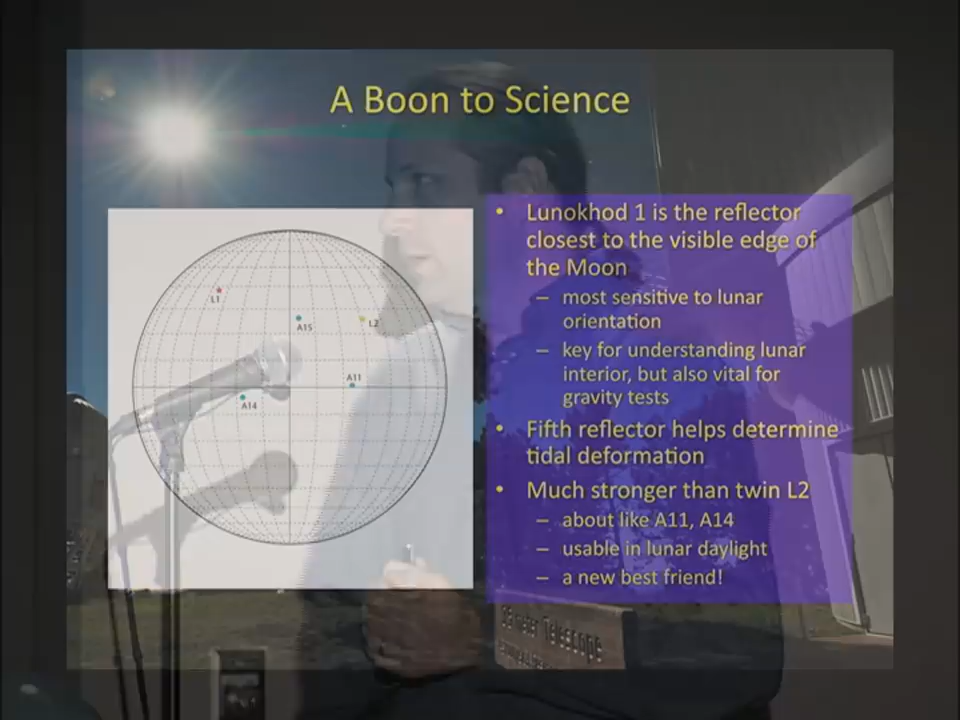 A Boon to Science
• Lunokhod 1 is the reflector
closest to the visible edge of
the Moon
– most sensitive to lunar
orientation
– key for understanding lunar
interior, but also vital for
gravity tests
• Fifth reflector helps determine
tidal deformation
• Much stronger than twin L2
– about like A11, A14
– usable in lunar daylight
– a new best friend!
L1
A15
L2
A11
A14
Telescope